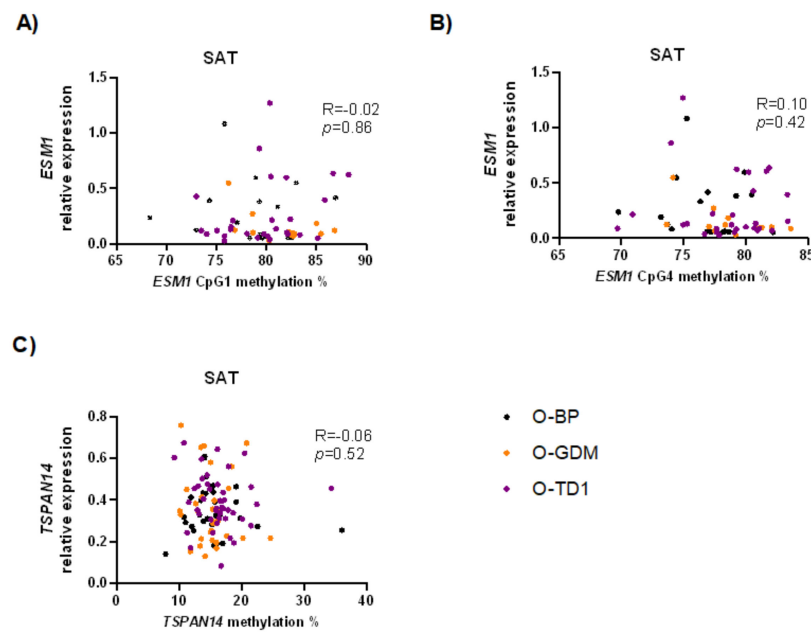 A)
SAT
R=-0.02
p=0.86
ESM1
relative expression
1.5
1.0
0.5
0.0
65 70 75 80 85 90
ESM1 CpG1 methylation %
B)
SAT
R=0.10
p=0.42
ESM1
relative expression
1.5
1.0
0.5
0.0
65 70 75 80 85
ESM1 CpG4 methylation %
C)
SAT
R=-0.06
p=0.52
TSPAN14
relative expression
0.8
0.6
0.4
0.2
0.0
0 10 20 30 40
TSPAN14 methylation %
O-BP
O-GDM
O-TD1